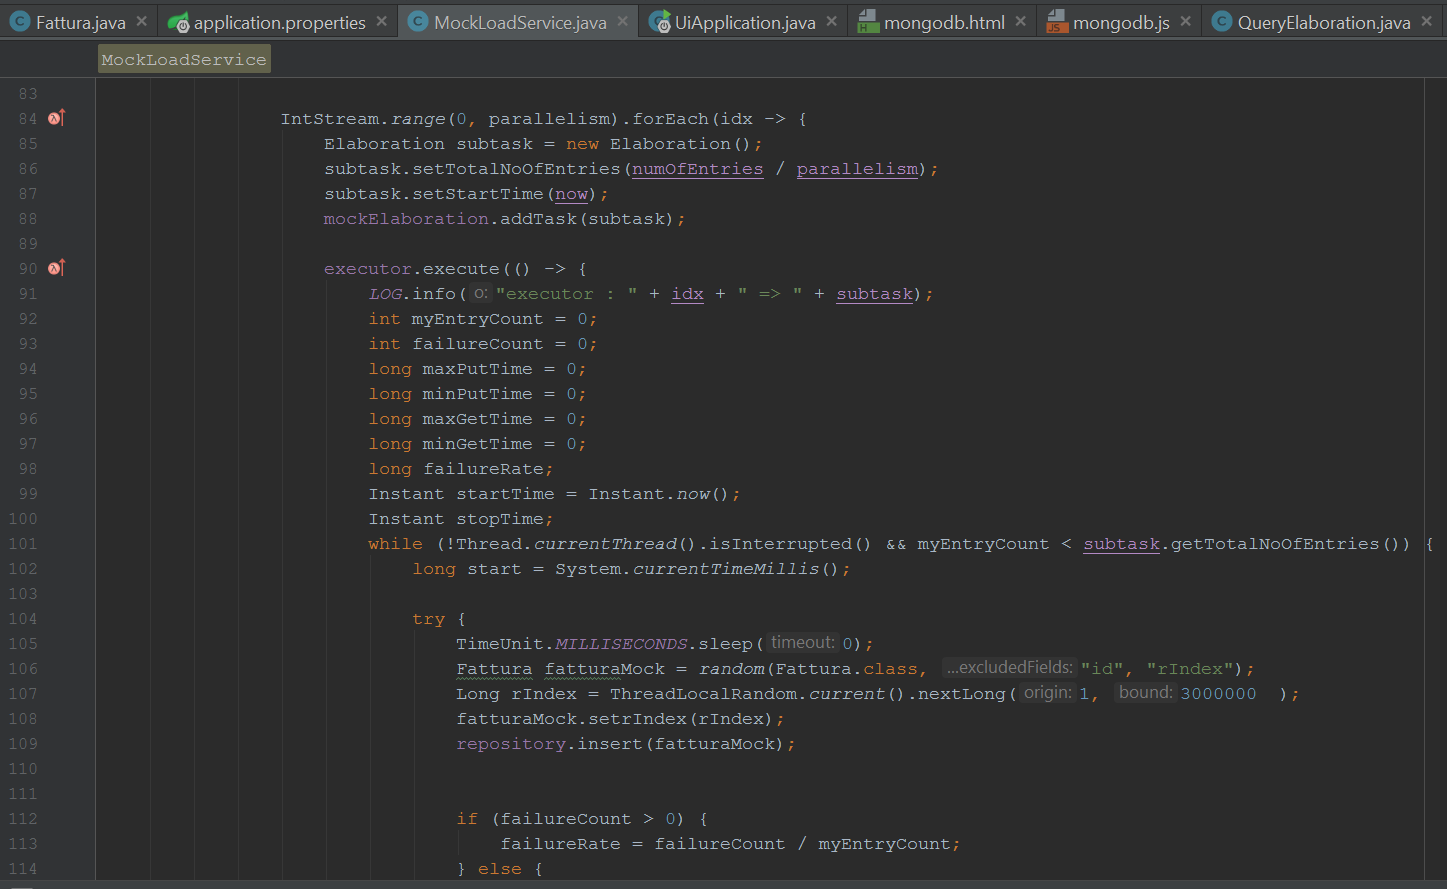 Fattura.java application.properties MockLoadService.java UiApplication.java mongodb.html mongodb.js QueryElaboration.java
MockLoadService
83
84 IntStream.range(0, parallelism).forEach(idx -> {
85 Elaboration subtask = new Elaboration();
86 subtask.setTotalNoOfEntries(numOfEntries / parallelism);
87 subtask.setStartTime(now);
88 mockElaboration.addTask(subtask);
89
90 executor.execute(() -> {
91 LOG.info( o: "executor : " + idx + " => " + subtask);
92 int myEntryCount = 0;
93 int failureCount = 0;
94 long maxPutTime = 0;
95 long minPutTime = 0;
96 long maxGetTime = 0;
97 long minGetTime = 0;
98 long failureRate;
99 Instant startTime = Instant.now();
100 Instant stopTime;
101 while (!Thread.currentThread().isInterrupted() && myEntryCount < subtask.getTotalNoOfEntries()) {
102 long start = System.currentTimeMillis();
103
104 try {
105 TimeUnit.MILLISECONDS.sleep( timeout: 0);
106 Fattura fatturaMock = random(Fattura.class, ...excludedFields: "id", "rIndex");
107 Long rIndex = ThreadLocalRandom.current().nextLong( origin: 1, bound: 3000000 );
108 fatturaMock.setrIndex(rIndex);
109 repository.insert(fatturaMock);
110
111
112 if (failureCount > 0) {
113 failureRate = failureCount / myEntryCount;
114 } else {